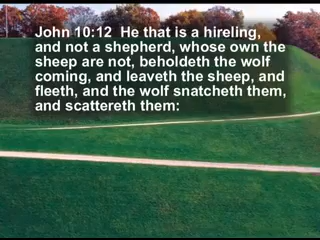 John 10:12  He that is a hireling,
and not a shepherd, whose own the
sheep are not, beholdeth the wolf
coming, and leaveth the sheep, and
fleeth, and the wolf snatcheth them,
and scattereth them: